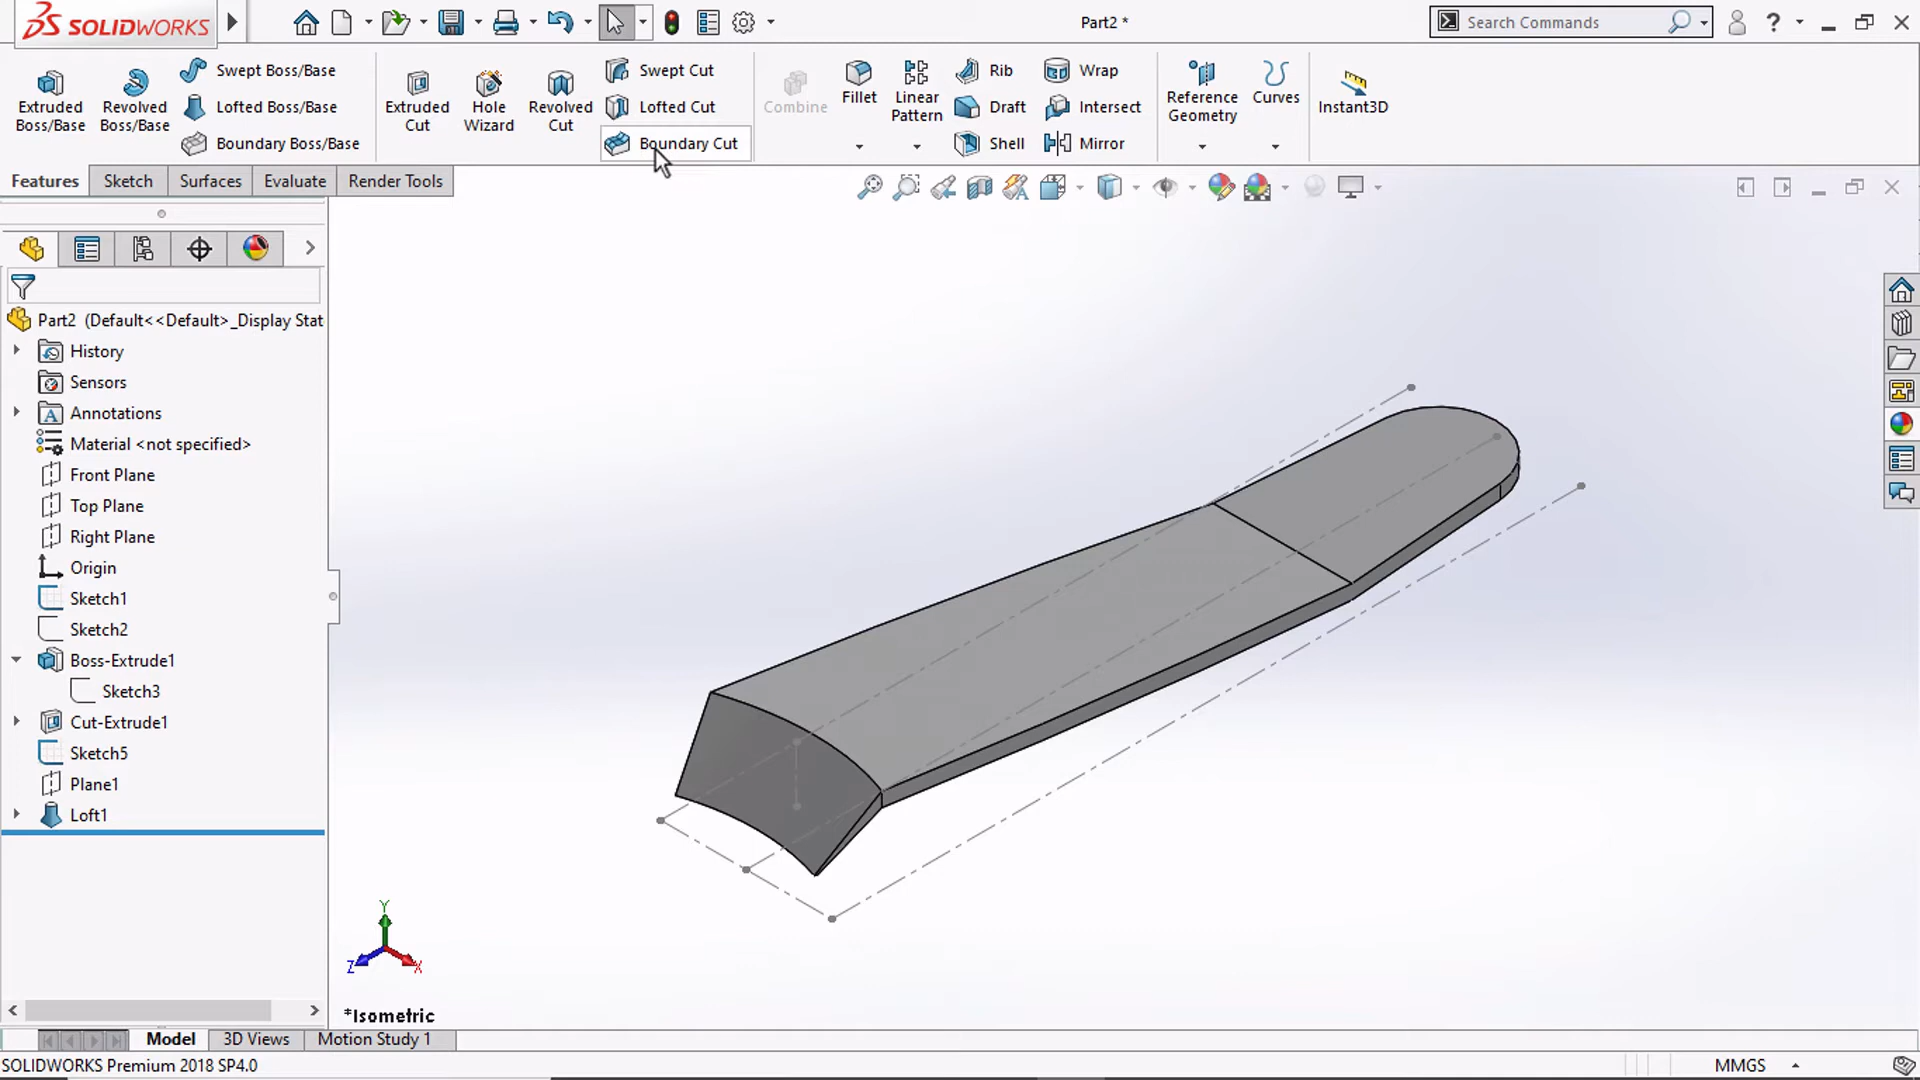 SOLIDWORKS
Part2 *
Search Commands
Extruded Boss/Base
Revolved Boss/Base
Swept Boss/Base
Lofted Boss/Base
Boundary Boss/Base
Extruded Cut
Hole Wizard
Revolved Cut
Swept Cut
Lofted Cut
Boundary Cut
Combine
Fillet
Linear Pattern
Rib
Draft
Shell
Wrap
Intersect
Mirror
Reference Geometry
Curves
Instant3D
Features
Sketch
Surfaces
Evaluate
Render Tools
Part2 (Default<<Default>_Display Stat
History
Sensors
Annotations
Material <not specified>
Front Plane
Top Plane
Right Plane
Origin
Sketch1
Sketch2
Boss-Extrude1
Sketch3
Cut-Extrude1
Sketch5
Plane1
Loft1
Y
Z
X
*Isometric
Model
3D Views
Motion Study 1
SOLIDWORKS Premium 2018 SP4.0
MMGS